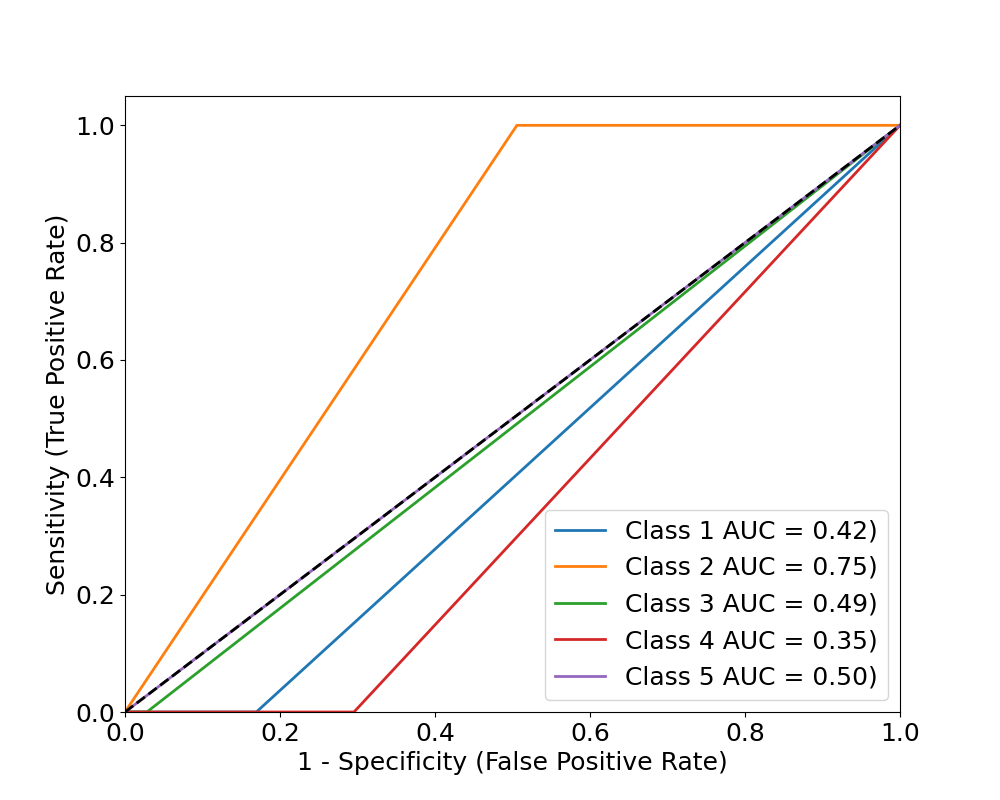 1.0
0.8
0.6
0.4
0.2
0.0
Sensitivity (True Positive Rate)
Class 1 AUC = 0.42)
Class 2 AUC = 0.75)
Class 3 AUC = 0.49)
Class 4 AUC = 0.35)
Class 5 AUC = 0.50)
0.0 0.2 0.4 0.6 0.8 1.0
1 - Specificity (False Positive Rate)